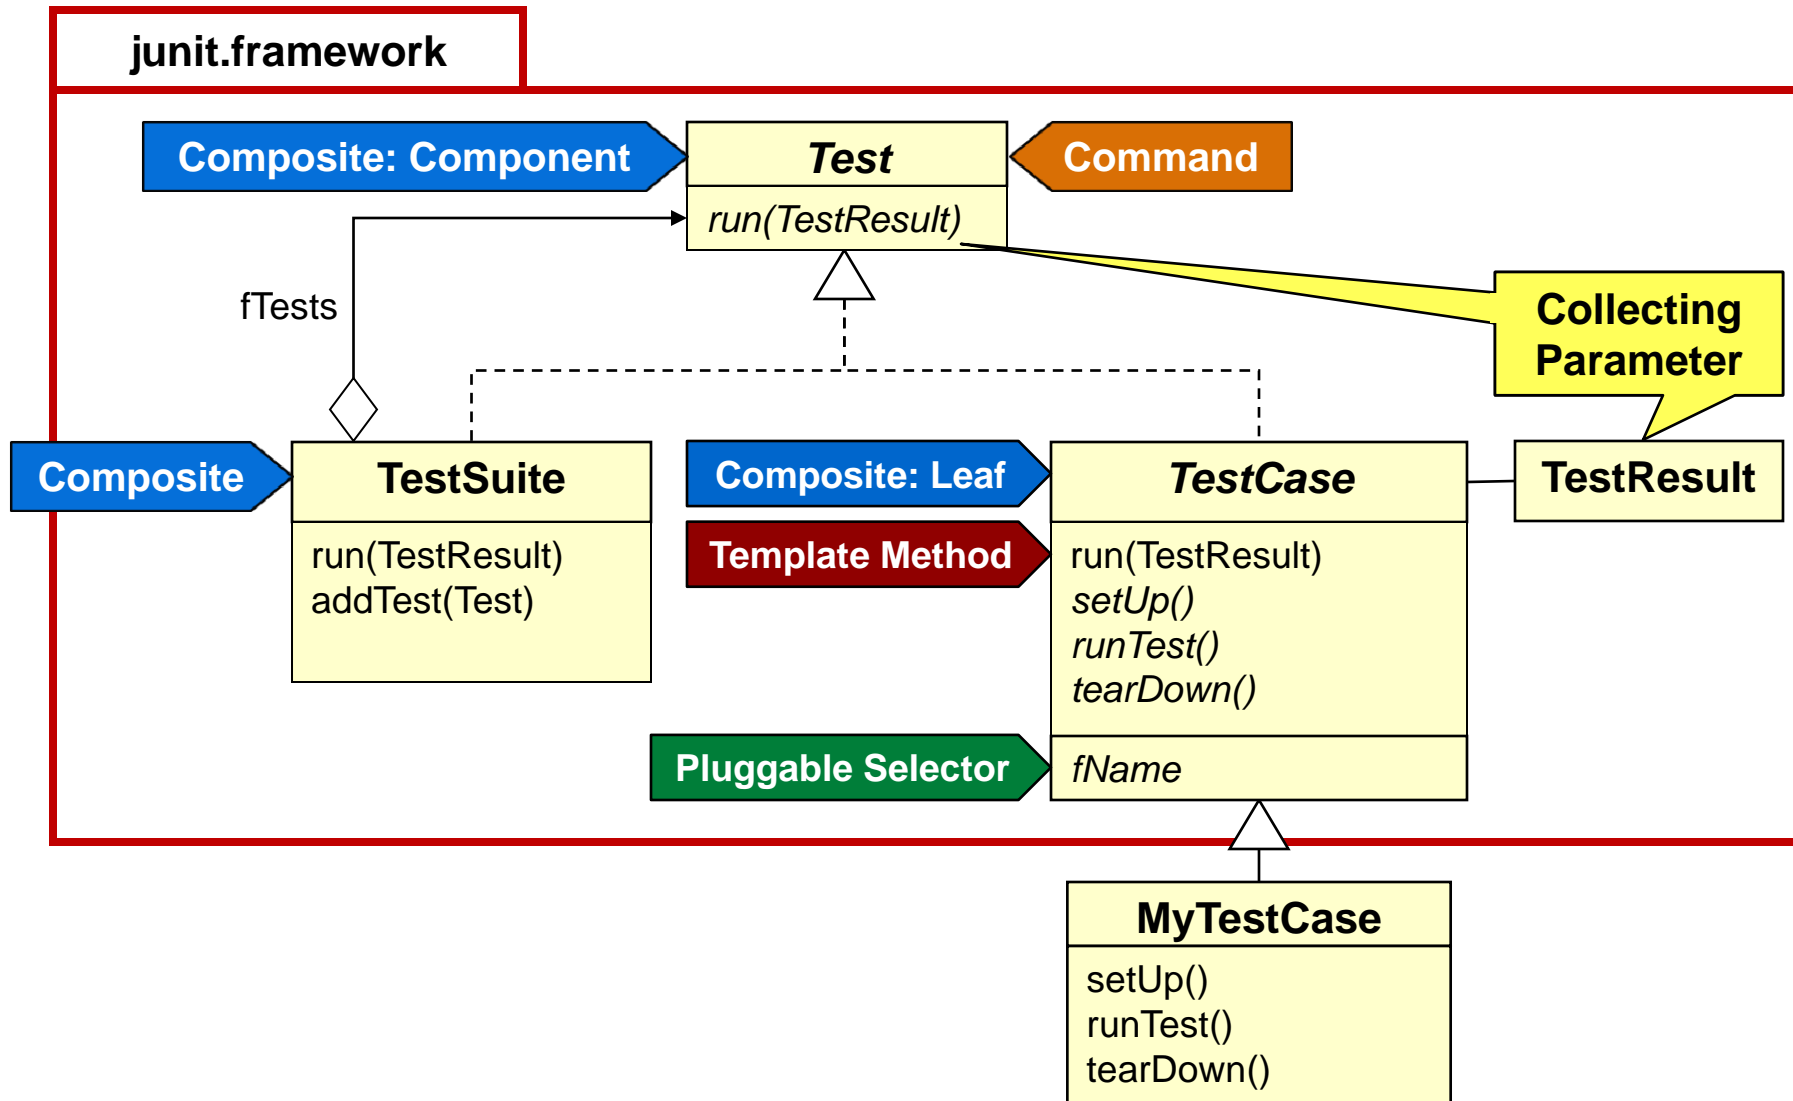 junit.framework
Composite: Component
Test
Command
run(TestResult)
fTests
Collecting
Parameter
Composite
TestSuite
run(TestResult)
addTest(Test)
Composite: Leaf
TestCase
TestResult
Template Method
run(TestResult)
setUp()
runTest()
tearDown()
Pluggable Selector
fName
MyTestCase
setUp()
runTest()
tearDown()